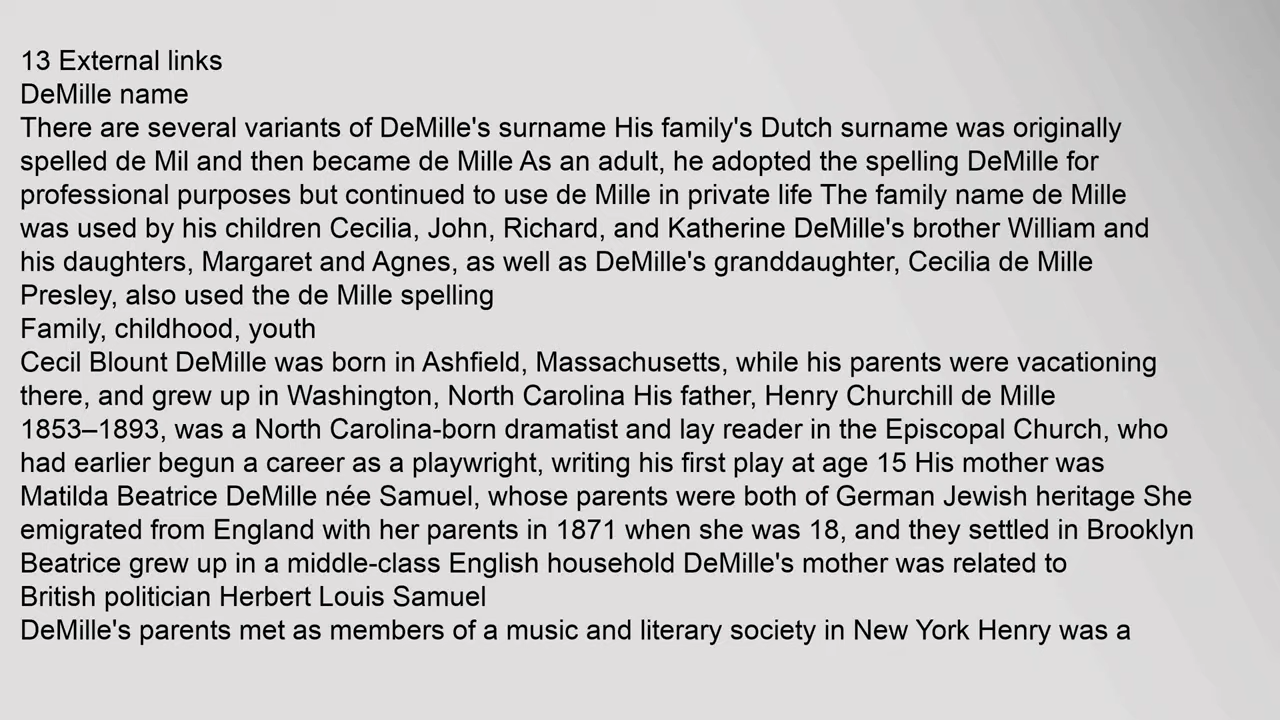 13 External links
DeMille name
There are several variants of DeMille's surname His family's Dutch surname was originally
spelled de Mil and then became de Mille As an adult, he adopted the spelling DeMille for
professional purposes but continued to use de Mille in private life The family name de Mille
was used by his children Cecilia, John, Richard, and Katherine DeMille's brother William and
his daughters, Margaret and Agnes, as well as DeMille's granddaughter, Cecilia de Mille
Presley, also used the de Mille spelling
Family, childhood, youth
Cecil Blount DeMille was born in Ashfield, Massachusetts, while his parents were vacationing
there, and grew up in Washington, North Carolina His father, Henry Churchill de Mille
1853–1893, was a North Carolina-born dramatist and lay reader in the Episcopal Church, who
had earlier begun a career as a playwright, writing his first play at age 15 His mother was
Matilda Beatrice DeMille née Samuel, whose parents were both of German Jewish heritage She
emigrated from England with her parents in 1871 when she was 18, and they settled in Brooklyn
Beatrice grew up in a middle-class English household DeMille's mother was related to
British politician Herbert Louis Samuel
DeMille's parents met as members of a music and literary society in New York Henry was a